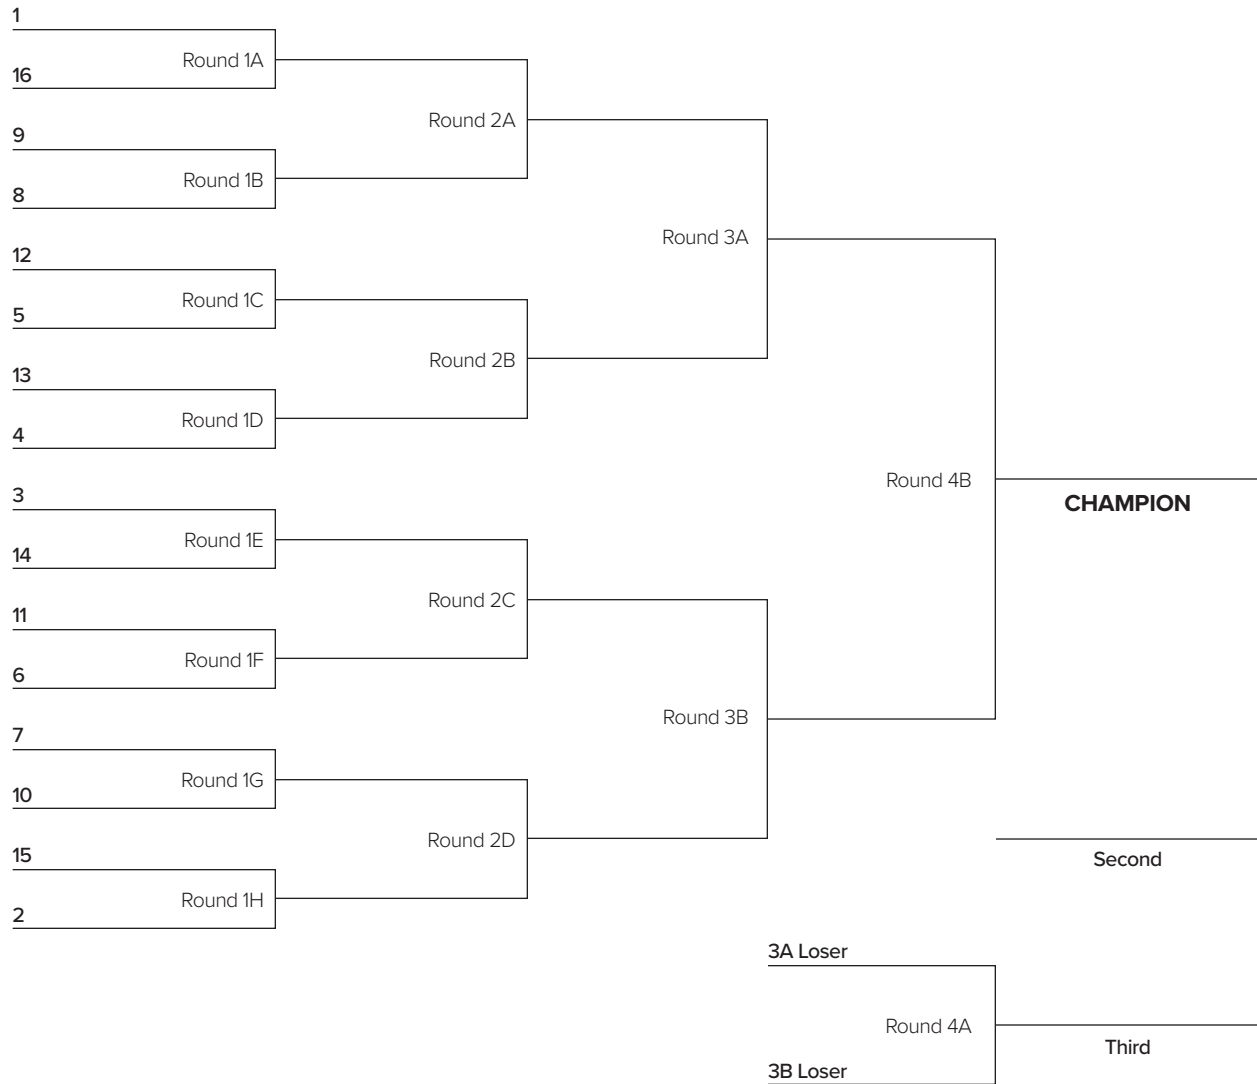 1
Round 1A
16
Round 2A
9
Round 1B
8
Round 3A
12
Round 1C
5
Round 2B
13
Round 1D
4
Round 4B
CHAMPION
3
Round 1E
14
Round 2C
11
Round 1F
6
Round 3B
7
Round 1G
10
Round 2D
15
Round 1H
2
Second
3A Loser
Round 4A
Third
3B Loser